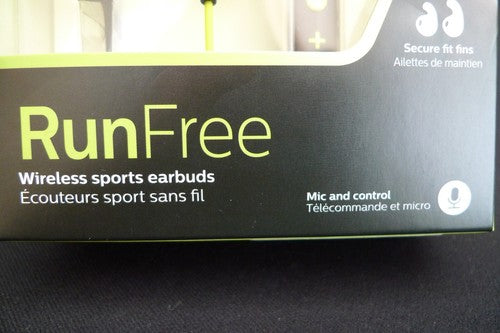 Secure fit fins
Ailettes de maintien
RunFree
Wireless sports earbuds
Écouteurs sport sans fil
Mic and control
Télécommande et micro